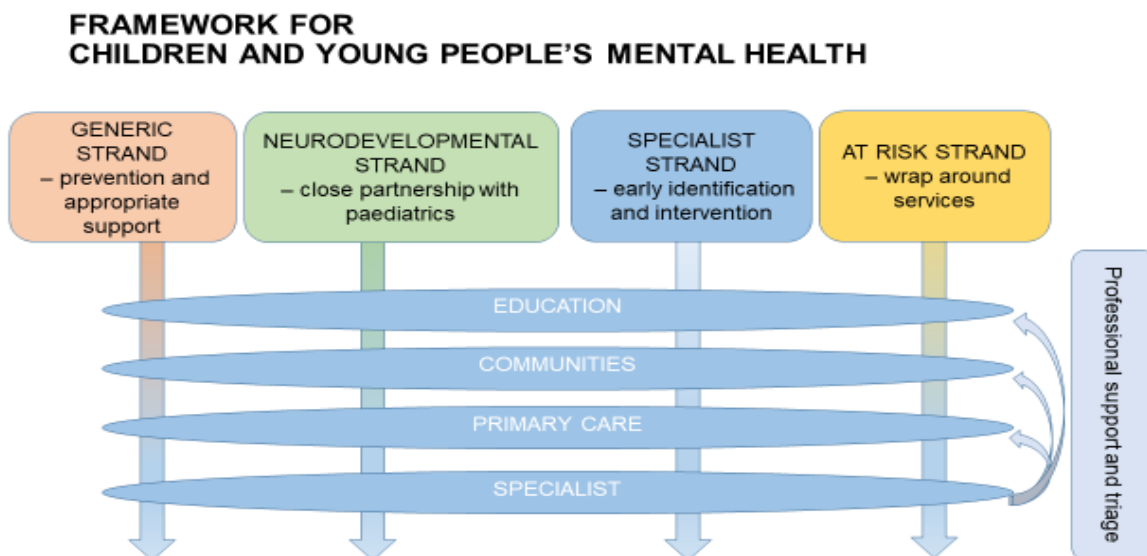 FRAMEWORK FOR
CHILDREN AND YOUNG PEOPLE'S MENTAL HEALTH
GENERIC
STRAND
– prevention and
appropriate
support
NEURODEVELOPMENTAL
STRAND
– close partnership with
paediatrics
SPECIALIST
STRAND
– early identification
and intervention
AT RISK STRAND
– wrap around
services
EDUCATION
COMMUNITIES
PRIMARY CARE
SPECIALIST
Professional support and triage